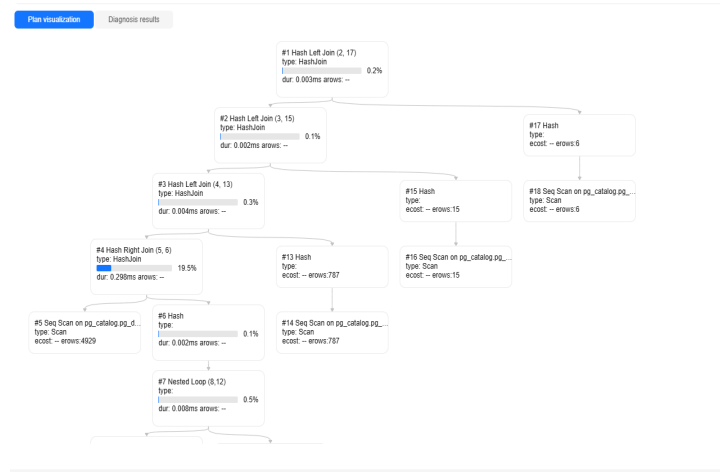 Plan visualization
Diagnosis results
#1 Hash Left Join (2, 17)
type: HashJoin
0.2%
dur: 0.003ms arows: --
#2 Hash Left Join (3, 15)
type: HashJoin
0.1%
dur: 0.002ms arows: --
#17 Hash
type:
ecost: -- erows:6
#3 Hash Left Join (4, 13)
type: HashJoin
0.3%
dur: 0.004ms arows: --
#15 Hash
type:
ecost: -- erows:15
#18 Seq Scan on pg_catalog.pg_...
type: Scan
ecost: -- erows:6
#4 Hash Right Join (5, 6)
type: HashJoin
19.5%
dur: 0.298ms arows: --
#13 Hash
type:
ecost: -- erows:787
#16 Seq Scan on pg_catalog.pg_...
type: Scan
ecost: -- erows:15
#5 Seq Scan on pg_catalog.pg_d...
type: Scan
ecost: -- erows:4929
#6 Hash
type:
0.1%
dur: 0.002ms arows: --
#14 Seq Scan on pg_catalog.pg_...
type: Scan
ecost: -- erows:787
#7 Nested Loop (8,12)
type:
0.5%
dur: 0.008ms arows: --